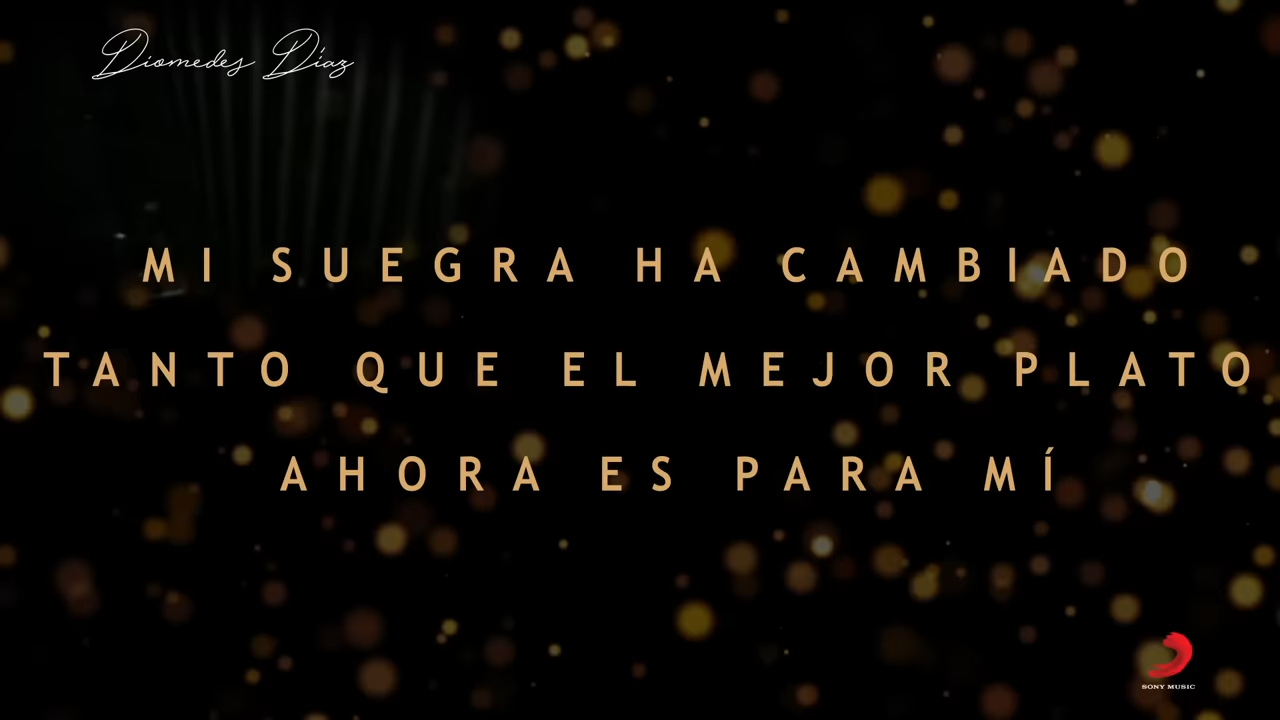 Diomedes Díaz
MI SUEGRA HA CAMBIADO
TANTO QUE EL MEJOR PLATO
AHORA ES PARA MÍ
SONY MUSIC